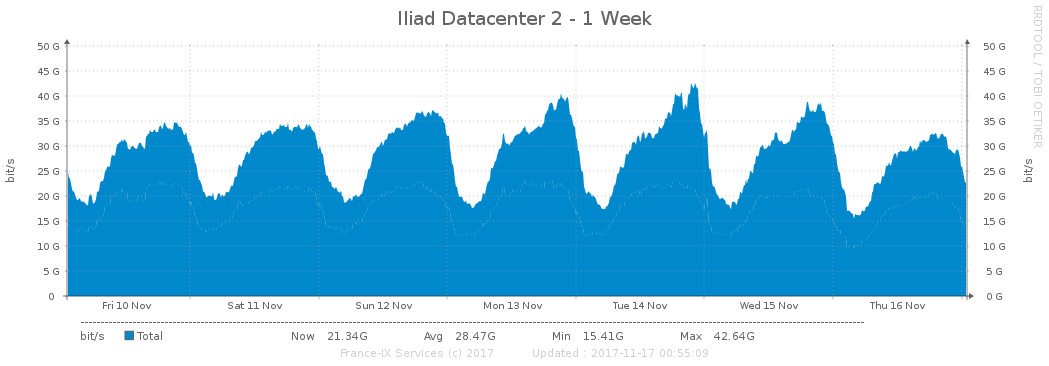 Iliad Datacenter 2 - 1 Week
RRDTOOL / TOBI OETIKER
bit/s
50 G 50 G
45 G 45 G
40 G 40 G
35 G 35 G
30 G 30 G
25 G 25 G
20 G 20 G
15 G 15 G
10 G 10 G
5 G 5 G
0 0 G
bit/s
Fri 10 Nov Sat 11 Nov Sun 12 Nov Mon 13 Nov Tue 14 Nov Wed 15 Nov Thu 16 Nov
bit/s Total Now 21.34G Avg 28.47G Min 15.41G Max 42.64G
France-IX Services (c) 2017 Updated : 2017-11-17 00:55:09